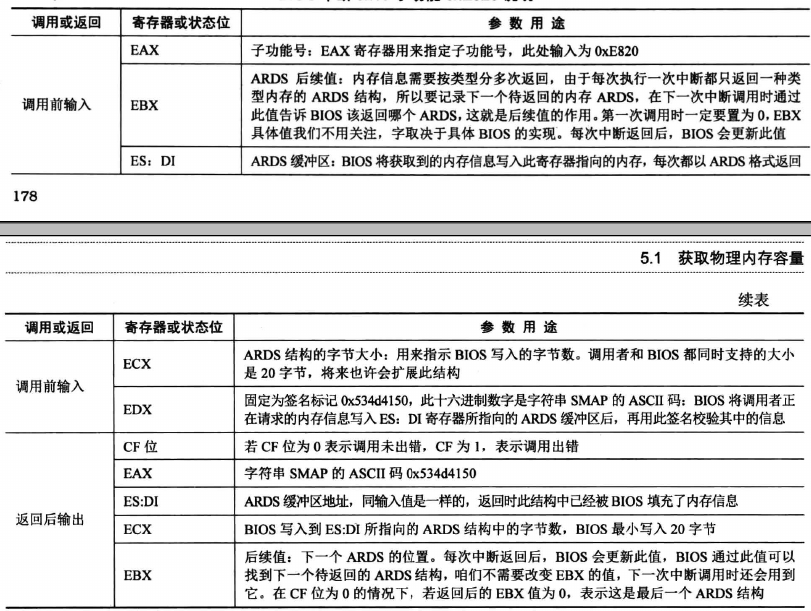 调用或返回 寄存器或状态位 参 数 用 途
调用前输入
EAX 子功能号：EAX 寄存器用来指定子功能号，此处输入为 0xE820
EBX ARDS 后续值：内存信息需要按类型分多次返回，由于每次执行一次中断都只返回一种类
型内存的 ARDS 结构，所以要记录下一个待返回的内存 ARDS，在下一次中断调用时通过
此值告诉 BIOS 该返回哪个 ARDS，这就是后续值的作用。第一次调用时一定要置为 0，EBX
具体值我们不用关注，字取决于具体 BIOS 的实现。每次中断返回后，BIOS 会更新此值
ES：DI ARDS 缓冲区：BIOS 将获取到的内存信息写入此寄存器指向的内存，每次都以 ARDS 格式返回
178
5.1 获取物理内存容量
续表
调用或返回 寄存器或状态位 参 数 用 途
调用前输入
ECX ARDS 结构的字节大小：用来指示 BIOS 写入的字节数。调用者和 BIOS 都同时支持的大小
是 20 字节，将来也许会扩展此结构
EDX 固定为签名标记 0x534d4150，此十六进制数字是字符串 SMAP 的 ASCII 码：BIOS 将调用者正
在请求的内存信息写入 ES：DI 寄存器所指向的 ARDS 缓冲区后，再用此签名校验其中的信息
返回后输出
CF 位 若 CF 位为 0 表示调用未出错，CF 为 1，表示调用出错
EAX 字符串 SMAP 的 ASCII 码 0x534d4150
ES:DI ARDS 缓冲区地址，同输入值是一样的，返回时此结构中已经被 BIOS 填充了内存信息
ECX BIOS 写入到 ES:DI 所指向的 ARDS 结构中的字节数，BIOS 最小写入 20 字节
EBX 后续值：下一个 ARDS 的位置。每次中断返回后，BIOS 会更新此值，BIOS 通过此值可以
找到下一个待返回的 ARDS 结构，咱们不需要改变 EBX 的值，下一次中断调用时还会用到
它。在 CF 位为 0 的情况下，若返回后的 EBX 值为 0，表示这是最后一个 ARDS 结构